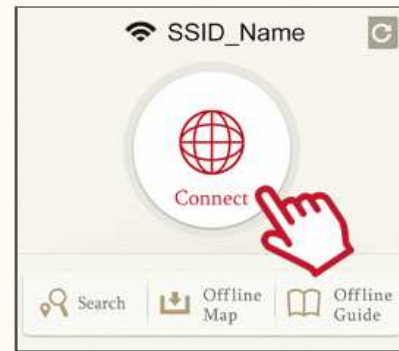 SSID_Name
Connect
Search
Offline
Map
Offline
Guide